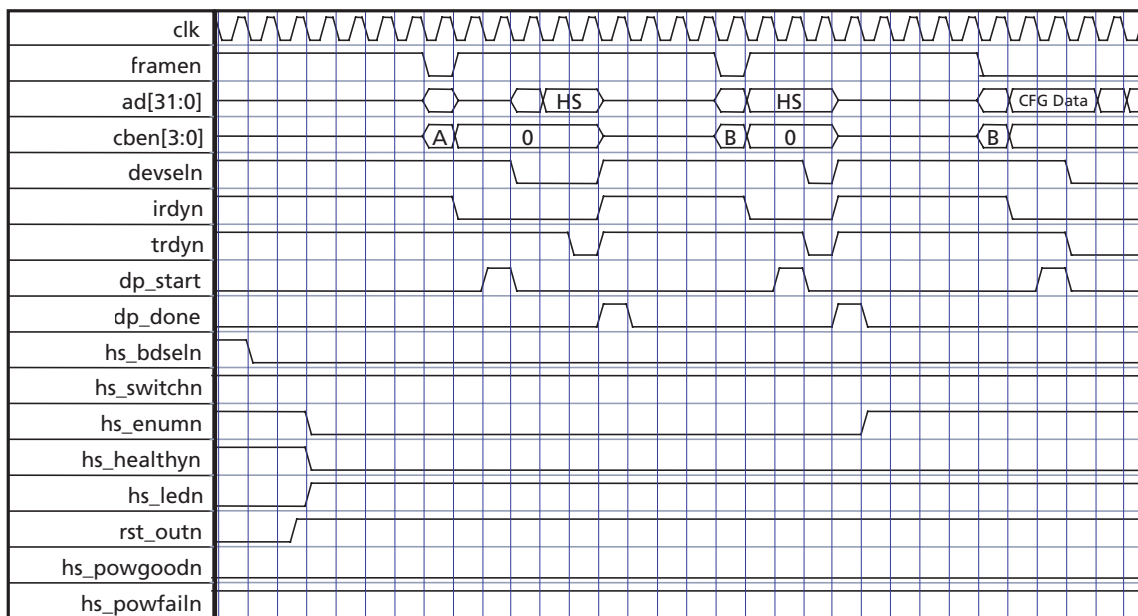 clk
framen
ad[31:0] HS HS CFG Data
cben[3:0] A 0 B 0 B
devseln
irdyn
trdyn
dp_start
dp_done
hs_bdseln
hs_switchn
hs_enumn
hs_healthyn
hs_ledn
rst_outn
hs_powgoodn
hs_powfailn